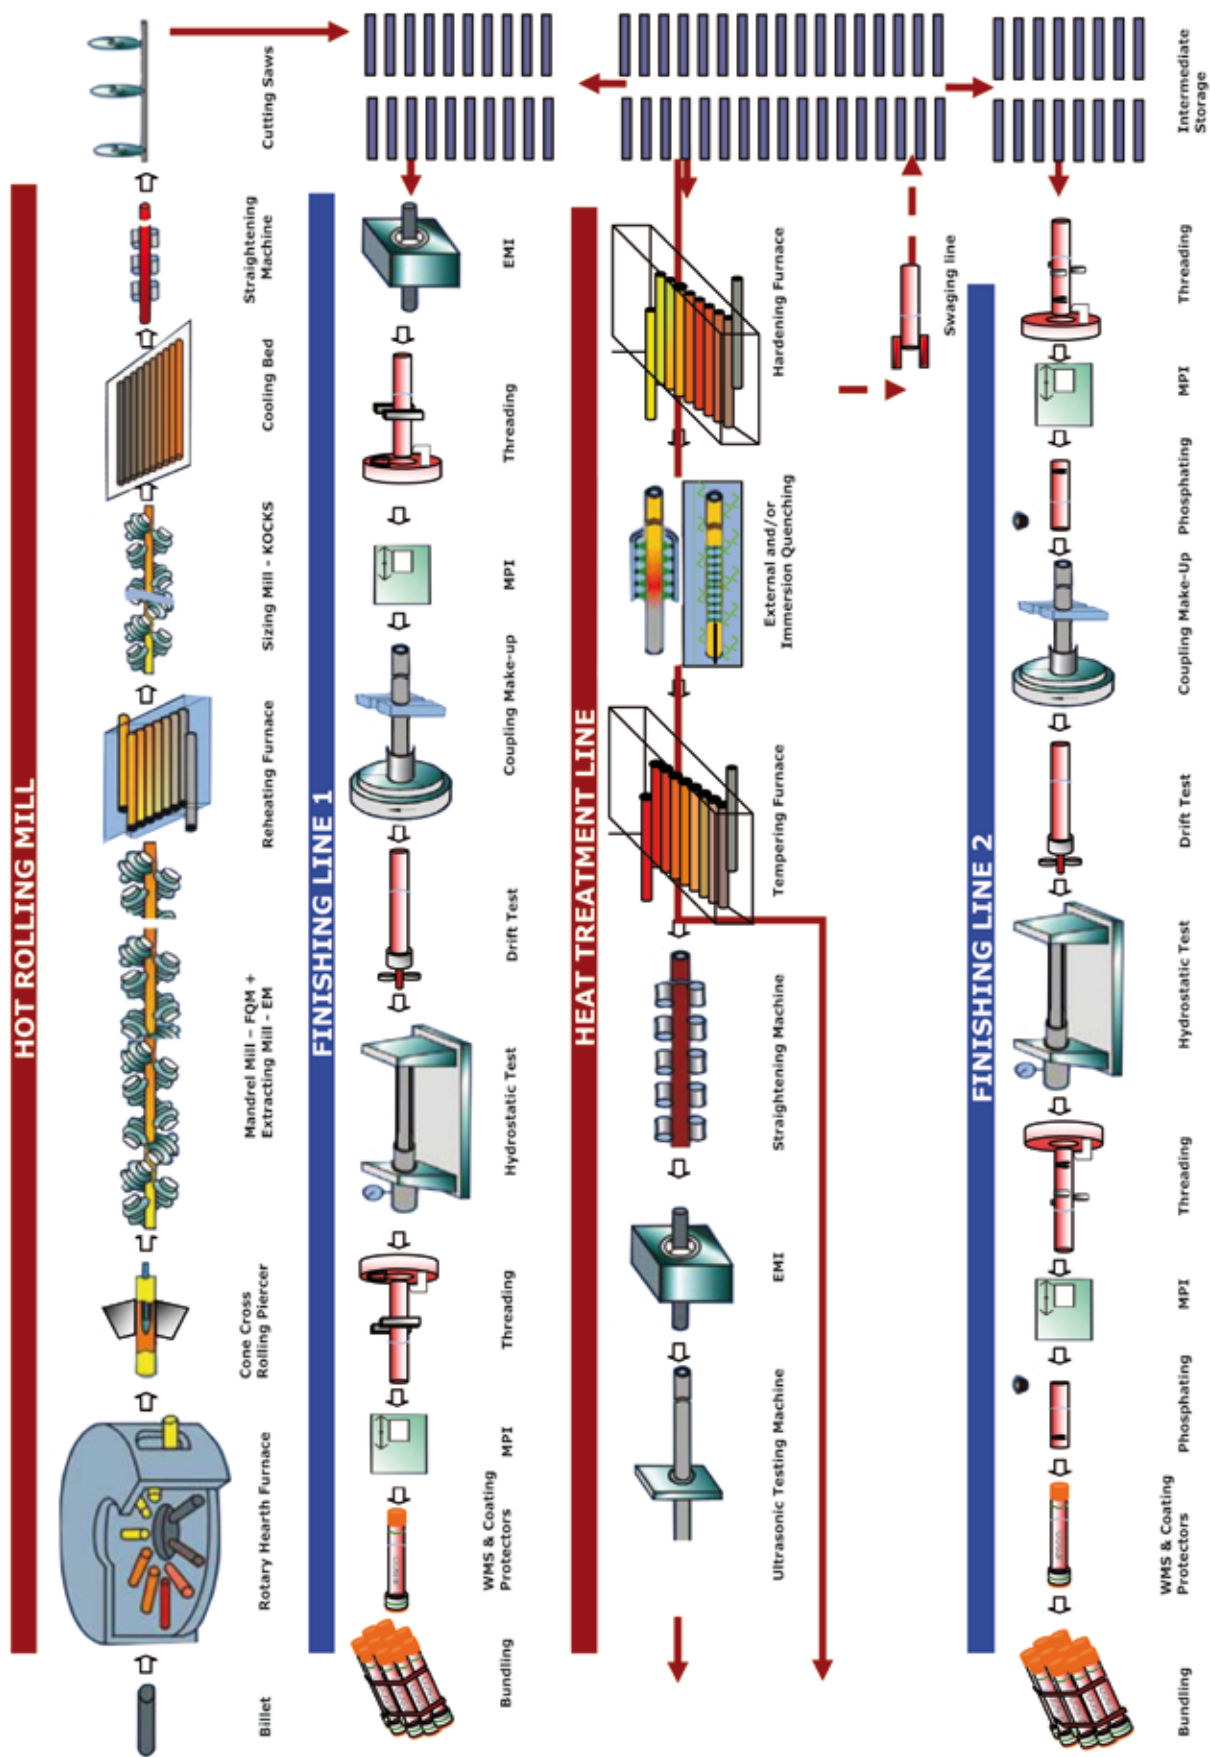 HOT ROLLING MILL
Billet
Rotary Hearth Furnace
Cone Cross
Rolling Piercer
Mandrel Mill – FQM +
Extracting Mill - EM
Reheating Furnace
Sizing Mill - KOCKS
Cooling Bed
Straightening
Machine
Cutting Saws
FINISHING LINE 1
Bundling
WMS & Coating
Protectors
MPI
Threading
Hydrostatic Test
Drift Test
Coupling Make-up
MPI
Threading
EMI
HEAT TREATMENT LINE
Ultrasonic Testing Machine
EMI
Straightening Machine
Tempering Furnace
External and/or
Immersion Quenching
Hardening Furnace
Swaging line
FINISHING LINE 2
Bundling
WMS & Coating
Protectors
Phosphating
MPI
Threading
Hydrostatic Test
Drift Test
Coupling Make-Up
Phosphating
MPI
Threading
Intermediate
Storage